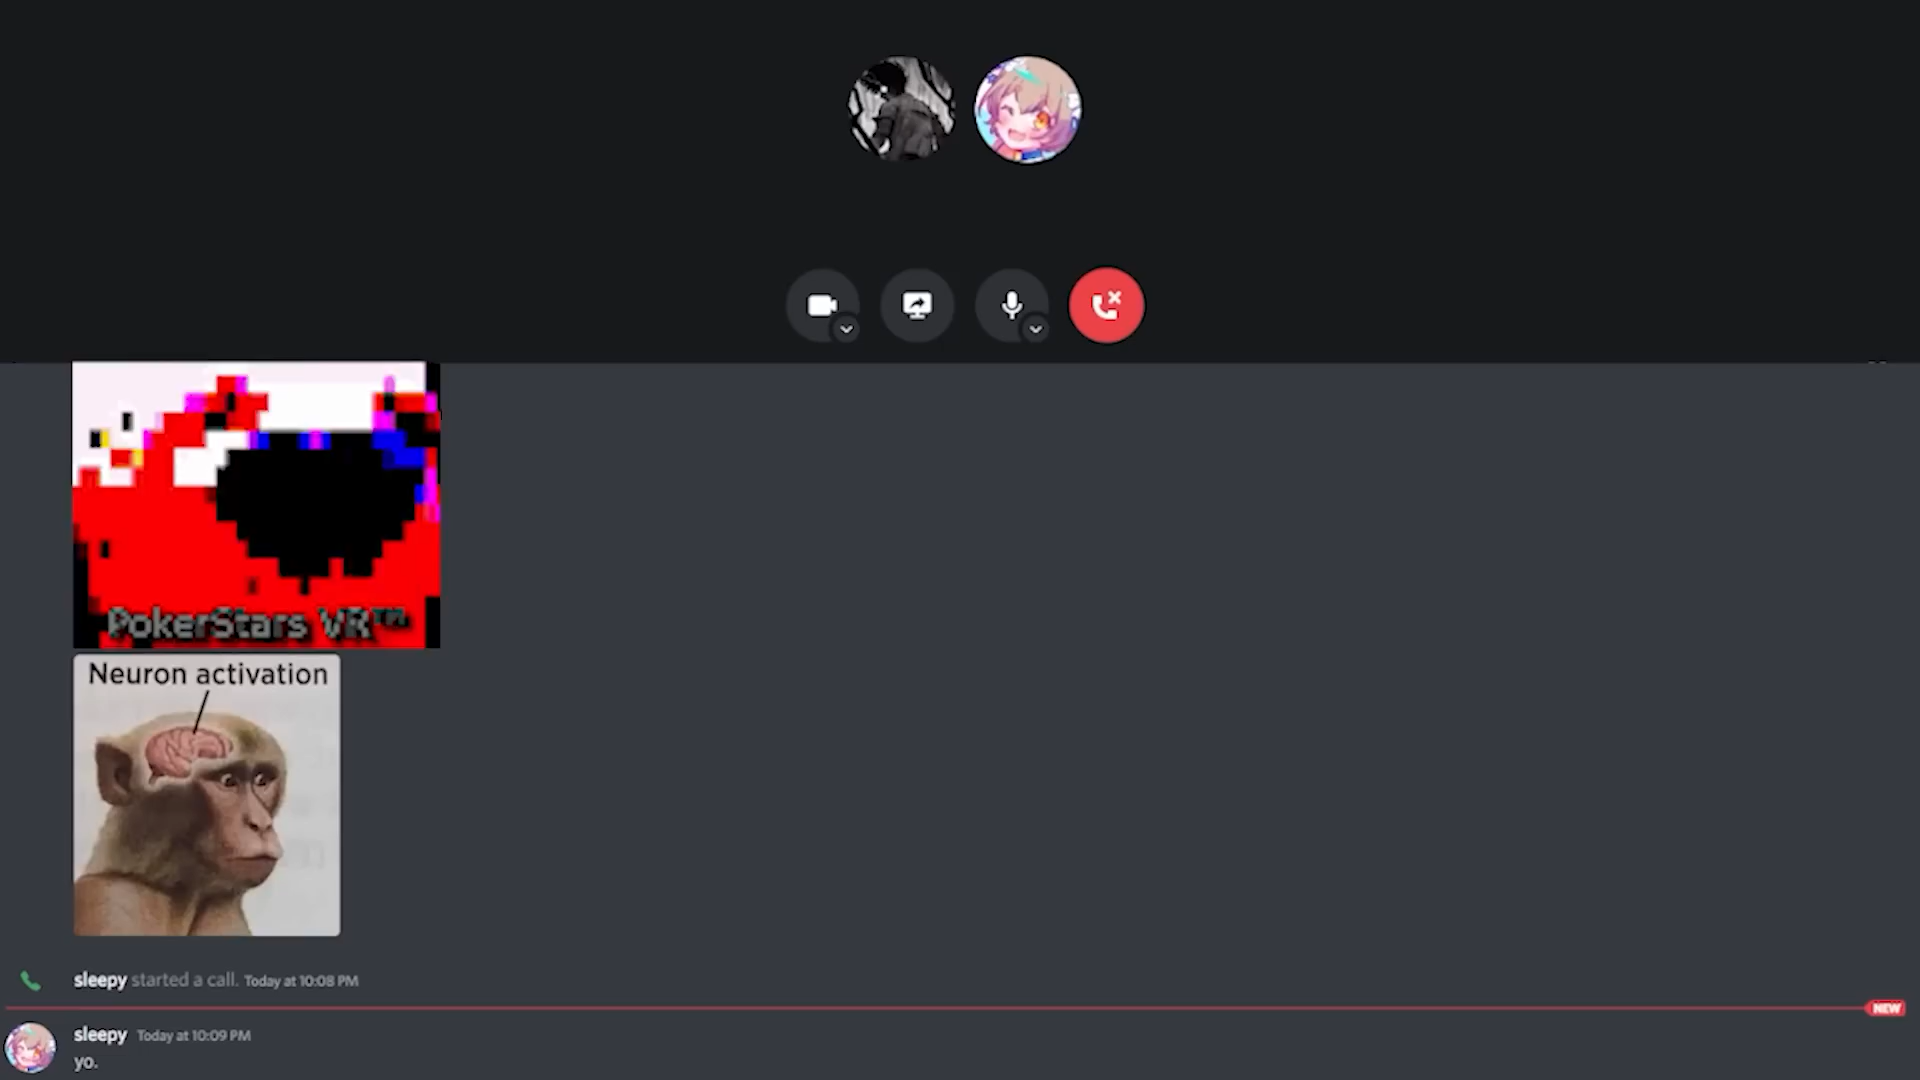 PokerStars VR™
Neuron activation
sleepy started a call. Today at 10:08 PM
NEW
sleepy Today at 10:09 PM
yo.